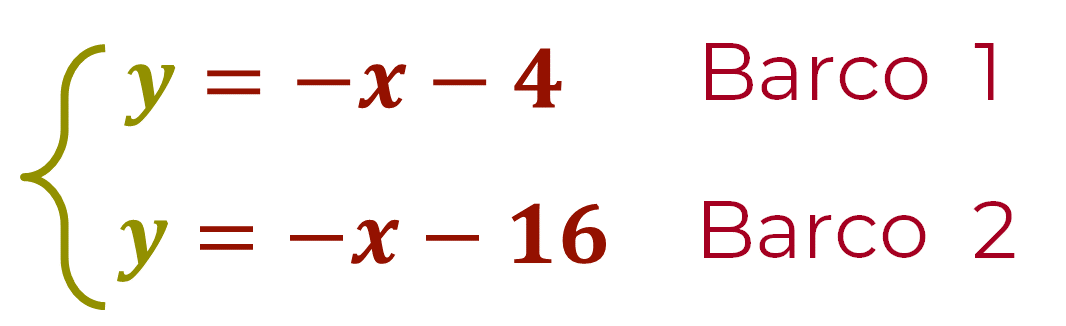 y = −x − 4 Barco 1
y = −x − 16 Barco 2